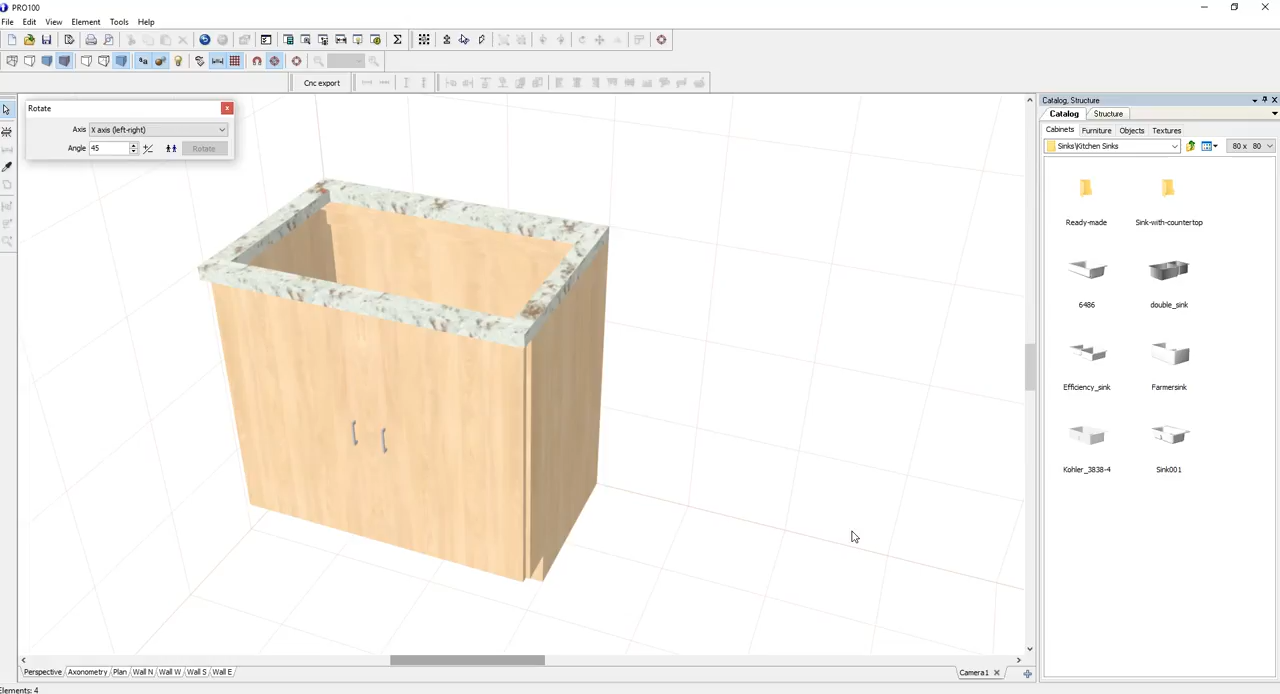 PRO100
File Edit View Element Tools Help
Cnc export
Rotate
Axis X axis (left-right)
Angle 45 Rotate
Catalog, Structure
Catalog Structure
Cabinets Furniture Objects Textures
Sinks\Kitchen Sinks 80 x 80
Ready-made Sink-with-countertop
6486 double_sink
Efficiency_sink Farmersink
Kohler_3838-4 Sink001
Perspective Axonometry Plan Wall N Wall W Wall S Wall E Camera1
Elements: 4